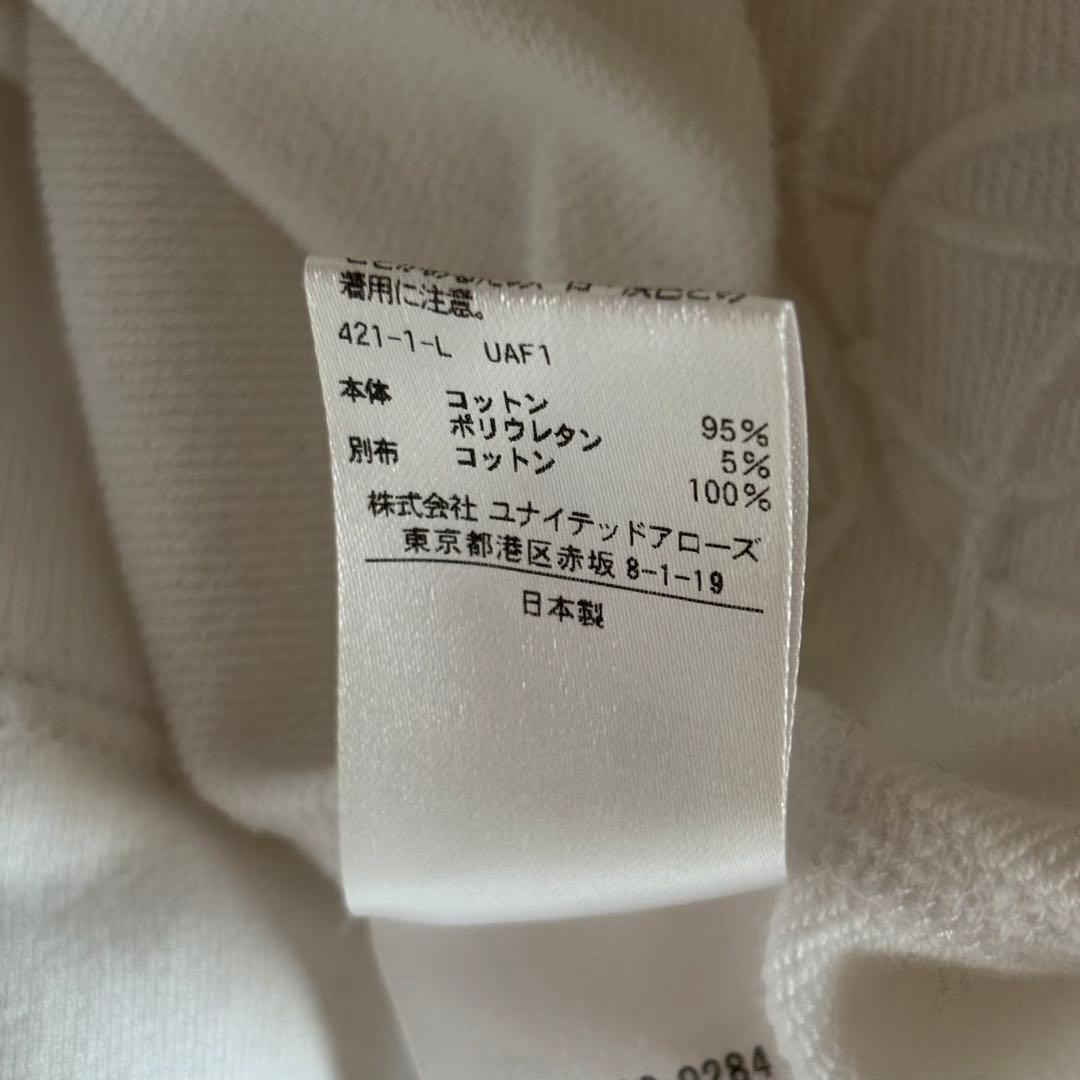 着用に注意。
421-1-L UAF1
本体 コットン 95%
ポリウレタン 5%
別布 コットン 100%
株式会社 ユナイテッドアローズ
東京都港区赤坂 8-1-19
日本製
0284